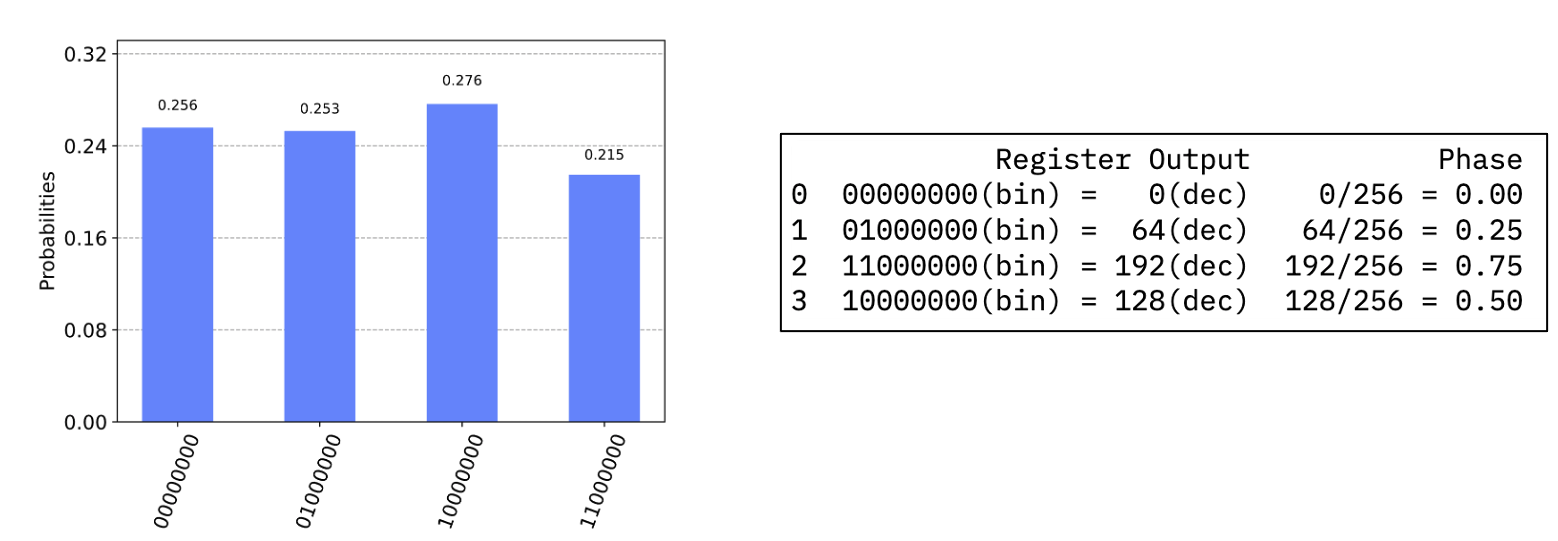 0.32
0.24
0.16
0.08
0.00
Probabilities
0.256
0.253
0.276
0.215
00000000
01000000
10000000
11000000
Register Output Phase
0 00000000(bin) = 0(dec) 0/256 = 0.00
1 01000000(bin) = 64(dec) 64/256 = 0.25
2 11000000(bin) = 192(dec) 192/256 = 0.75
3 10000000(bin) = 128(dec) 128/256 = 0.50